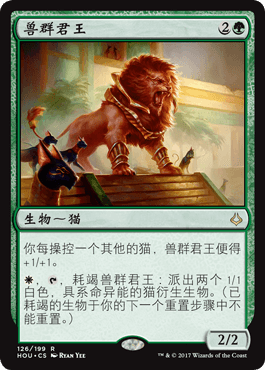 兽群君王 2
生物～猫
你每操控一个其他的猫，兽群君王便得
+1/+1。
，，耗竭兽群君王：派出两个 1/1
白色，具系命异能的猫衍生生物。（已
耗竭的生物于你的下一个重置步骤中不
能重置。）
2/2
126/199 R
HOU • CS RYAN YEE
™ & © 2017 Wizards of the Coast